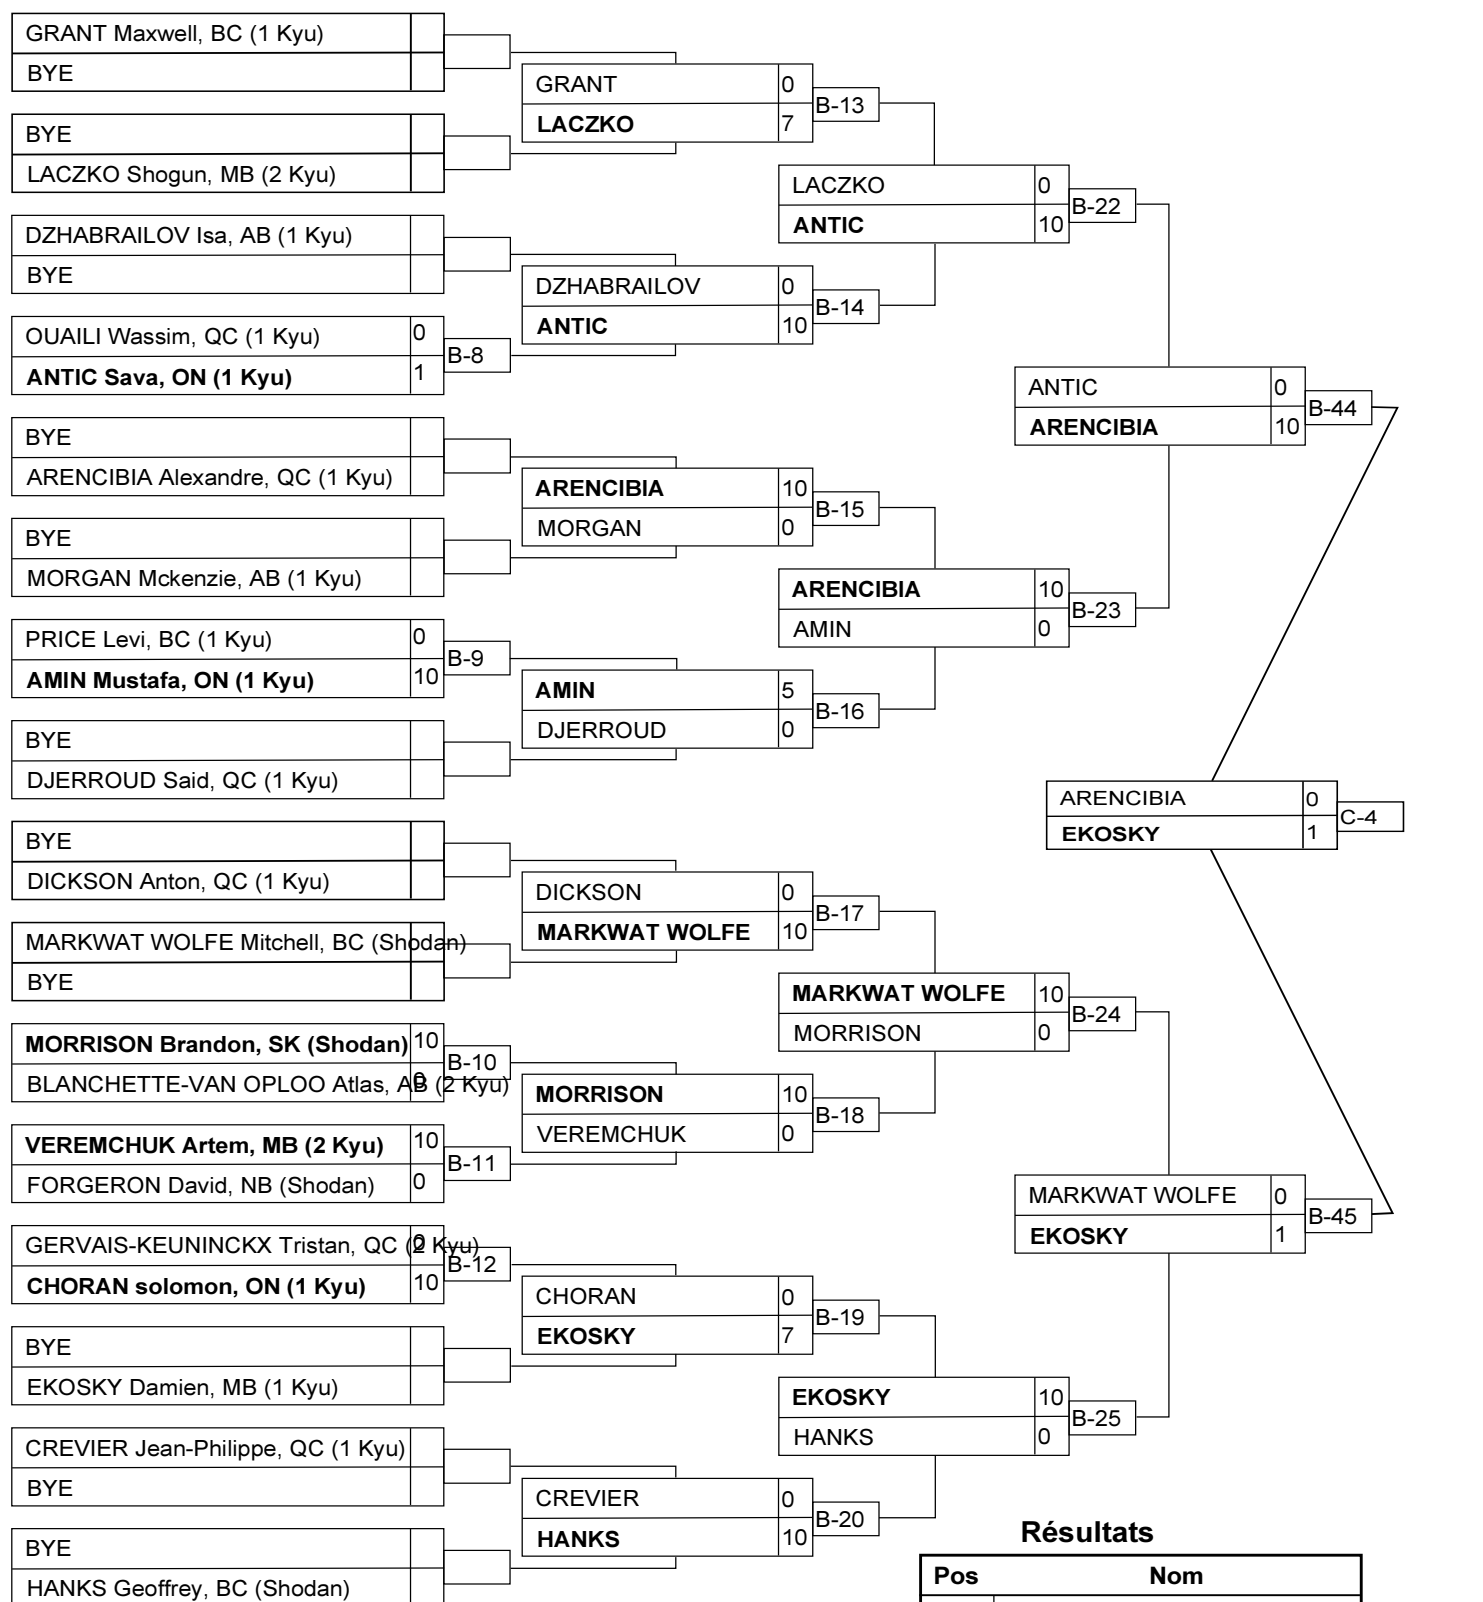 GRANT Maxwell, BC (1 Kyu)
BYE
BYE
LACZKO Shogun, MB (2 Kyu)
DZHABRAILOV Isa, AB (1 Kyu)
BYE
OUAILI Wassim, QC (1 Kyu) 0
ANTIC Sava, ON (1 Kyu) 1
B-8
BYE
ARENCIBIA Alexandre, QC (1 Kyu)
BYE
MORGAN Mckenzie, AB (1 Kyu)
PRICE Levi, BC (1 Kyu) 0
AMIN Mustafa, ON (1 Kyu) 10
B-9
BYE
DJERROUD Said, QC (1 Kyu)
BYE
DICKSON Anton, QC (1 Kyu)
MARKWAT WOLFE Mitchell, BC (Shodan)
BYE
MORRISON Brandon, SK (Shodan) 10
BLANCHETTE-VAN OPLOO Atlas, AB (2 Kyu) 0
B-10
VEREMCHUK Artem, MB (2 Kyu) 10
FORGERON David, NB (Shodan) 0
B-11
GERVAIS-KEUNINCKX Tristan, QC (2 Kyu) 0
CHORAN solomon, ON (1 Kyu) 10
B-12
BYE
EKOSKY Damien, MB (1 Kyu)
CREVIER Jean-Philippe, QC (1 Kyu)
BYE
BYE
HANKS Geoffrey, BC (Shodan)
GRANT 0
LACZKO 7
B-13
DZHABRAILOV 0
ANTIC 10
B-14
ARENCIBIA 10
MORGAN 0
B-15
AMIN 5
DJERROUD 0
B-16
DICKSON 0
MARKWAT WOLFE 10
B-17
MORRISON 10
VEREMCHUK 0
B-18
CHORAN 0
EKOSKY 7
B-19
CREVIER 0
HANKS 10
B-20
LACZKO 0
ANTIC 10
B-22
ARENCIBIA 10
AMIN 0
B-23
MARKWAT WOLFE 10
MORRISON 0
B-24
EKOSKY 10
HANKS 0
B-25
ANTIC 0
ARENCIBIA 10
B-44
MARKWAT WOLFE 0
EKOSKY 1
B-45
ARENCIBIA 0
EKOSKY 1
C-4
Résultats
Pos Nom